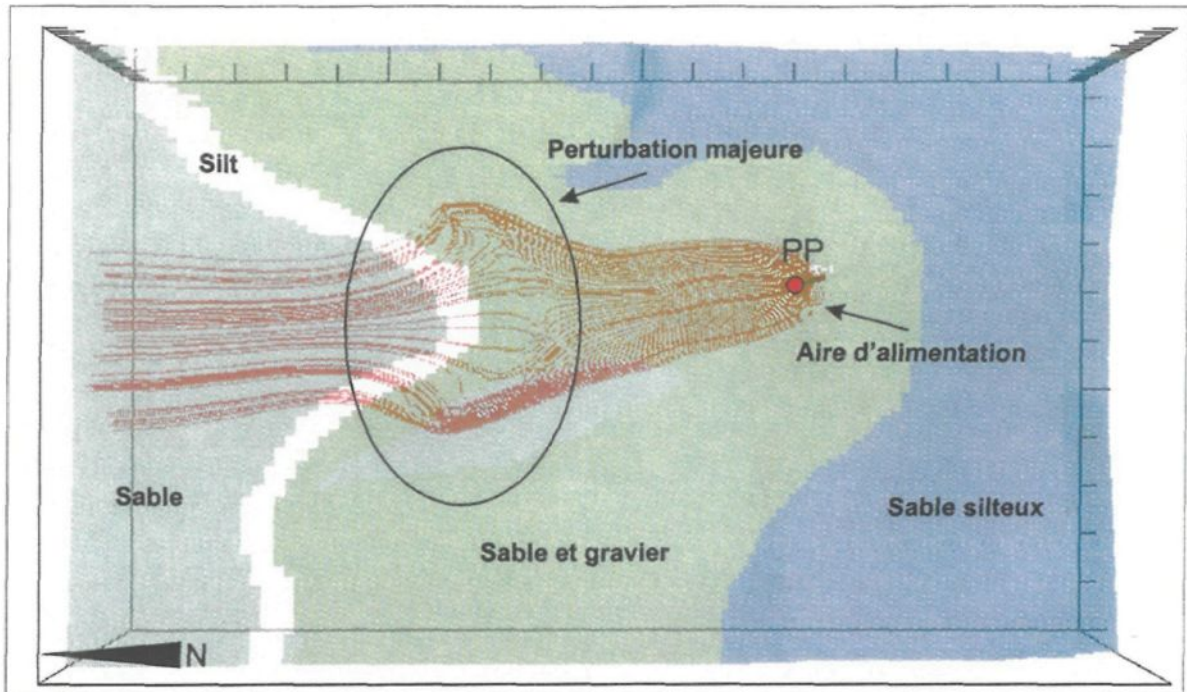 Silt
Perturbation majeure
PP
Aire d'alimentation
Sable
Sable silteux
Sable et gravier
N